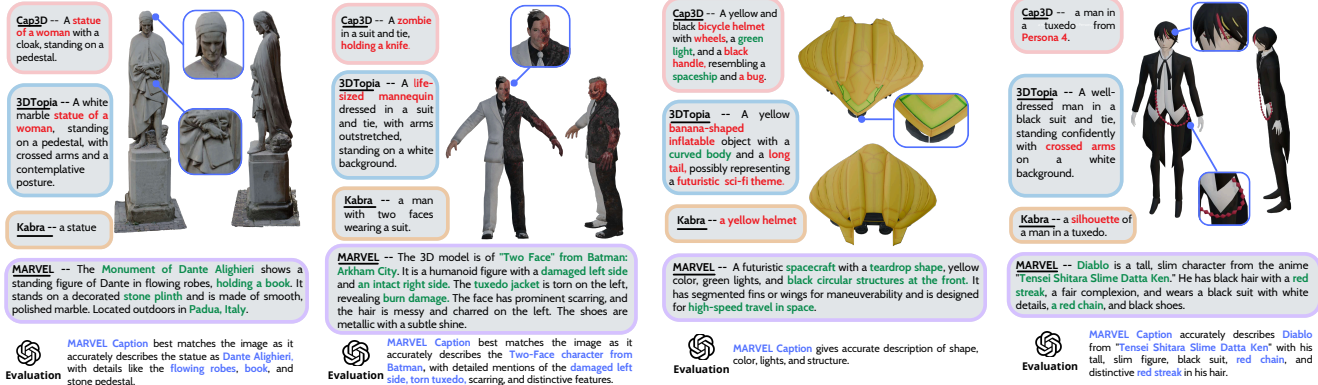 Cap3D -- A statue
of a woman with a
cloak, standing on a
pedestal.
3DTopia -- A white
marble statue of a
woman, standing
on a pedestal, with
crossed arms and a
contemplative
posture.
Kabra -- a statue
MARVEL -- The Monument of Dante Alighieri shows a
standing figure of Dante in flowing robes, holding a book. It
stands on a decorated stone plinth and is made of smooth,
polished marble. Located outdoors in Padua, Italy.
Evaluation
MARVEL Caption best matches the image as it
accurately describes the statue as Dante Alighieri,
with details like the flowing robes, book, and
stone pedestal.
Cap3D -- A zombie
in a suit and tie,
holding a knife.
3DTopia -- A life-
sized mannequin
dressed in a suit
and tie, with arms
outstretched,
standing on a white
background.
Kabra -- a man
with two faces
wearing a suit.
MARVEL -- The 3D model is of "Two Face" from Batman:
Arkham City. It is a humanoid figure with a damaged left side
and an intact right side. The tuxedo jacket is torn on the left,
revealing burn damage. The face has prominent scarring, and
the hair is messy and charred on the left. The shoes are
metallic with a subtle shine.
Evaluation
MARVEL Caption best matches the image as it
accurately describes the Two-Face character from
Batman, with detailed mentions of the damaged left
side, torn tuxedo, scarring, and distinctive features.
Cap3D -- A yellow and
black bicycle helmet
with wheels, a green
light, and a black
handle, resembling a
spaceship and a bug.
3DTopia -- A yellow
banana-shaped
inflatable object with a
curved body and a long
tail, possibly representing
a futuristic sci-fi theme.
Kabra -- a yellow helmet
MARVEL -- A futuristic spacecraft with a teardrop shape, yellow
color, green lights, and black circular structures at the front. It
has segmented fins or wings for maneuverability and is designed
for high-speed travel in space.
Evaluation
MARVEL Caption gives accurate description of shape,
color, lights, and structure.
Cap3D -- a man in
a tuxedo from
Persona 4.
3DTopia -- A well-
dressed man in a
black suit and tie,
standing confidently
with crossed arms
on a white
background.
Kabra -- a silhouette of
a man in a tuxedo.
MARVEL -- Diablo is a tall, slim character from the anime
"Tensei Shitara Slime Datta Ken." He has black hair with a red
streak, a fair complexion, and wears a black suit with white
details, a red chain, and black shoes.
Evaluation
MARVEL Caption accurately describes Diablo
from "Tensei Shitara Slime Datta Ken" with his
tall, slim figure, black suit, red chain, and
distinctive red streak in his hair.